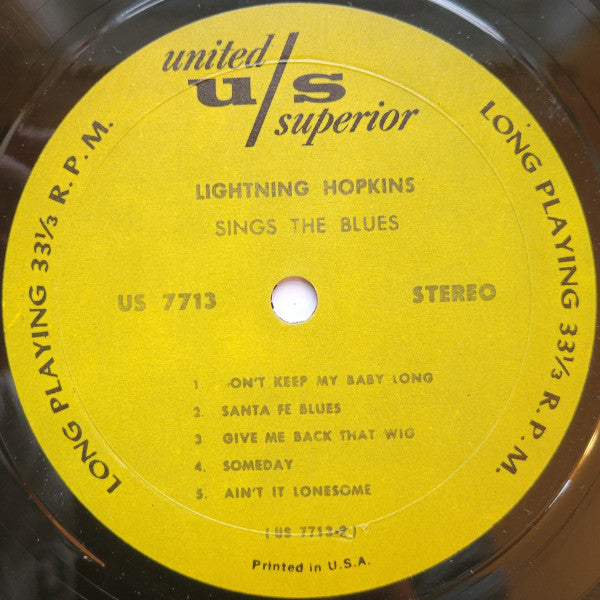 united
u/s
superior
LONG PLAYING 33⅓ R.P.M.
LONG PLAYING 33⅓ R.P.M.
LIGHTNING HOPKINS
SINGS THE BLUES
US 7713 STEREO
1. ON'T KEEP MY BABY LONG
2. SANTA FE BLUES
3 GIVE ME BACK THAT WIG
4. SOMEDAY
5. AIN'T IT LONESOME
(US 7713-2)
Printed in U.S.A.